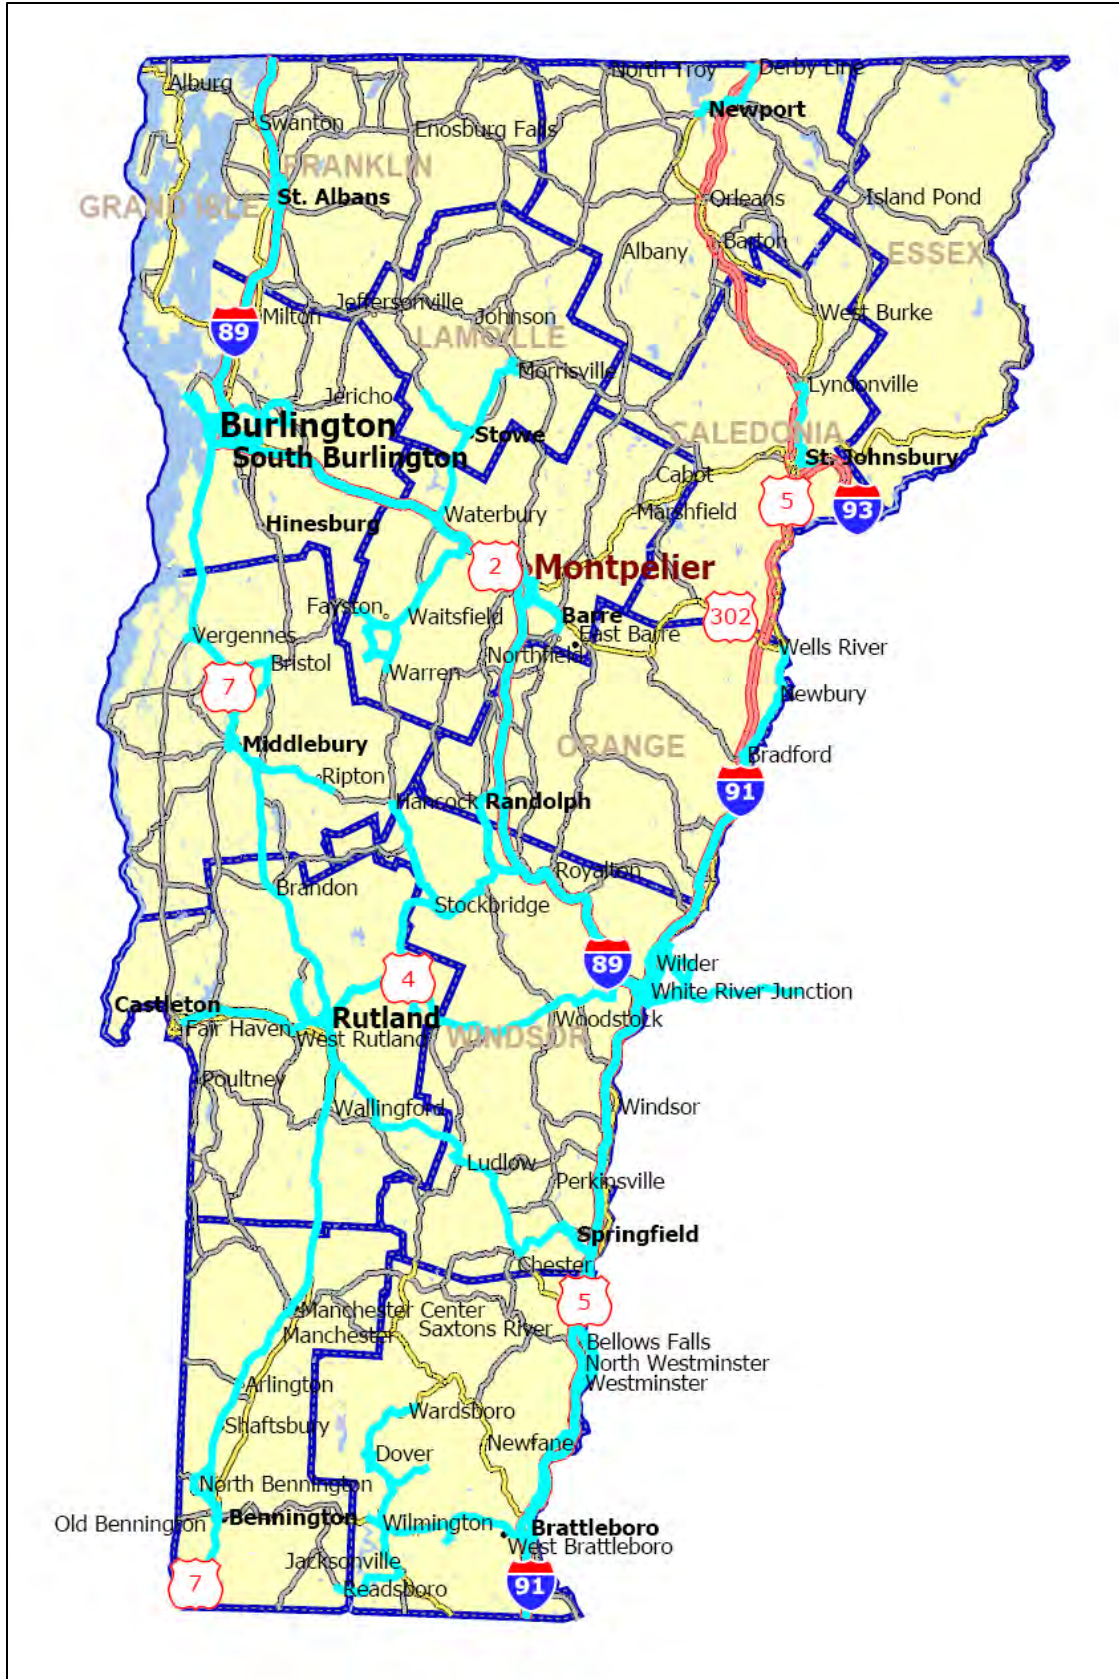 North Troy
Derby Line
Alburg
Newport
Swanton
Enosburg Falls
FRANKLIN
St. Albans
Orleans
Island Pond
GRAND ISLE
Barton
Albany
ESSEX
Jeffersonville
Milton
Johnson
West Burke
89
LAMOILLE
Morrisville
Lyndonville
Jericho
Burlington
Stowe
CALEDONIA
South Burlington
St. Johnsbury
Cabot
5
93
Waterbury
Marshfield
Hinesburg
2
Montpelier
Fayston
Waitsfield
Barre
302
East Barre
Vergennes
Northfield
Wells River
Bristol
Warren
7
Newbury
Middlebury
ORANGE
Bradford
Ripton
91
Hancock
Randolph
Royalton
Brandon
Stockbridge
89
Wilder
4
White River Junction
Castleton
Rutland
Woodstock
Fair Haven
West Rutland
WINDSOR
Poultney
Wallingford
Windsor
Ludlow
Perkinsville
Springfield
Chester
5
Manchester Center
Saxtons River
Manchester
Bellows Falls
North Westminster
Westminster
Arlington
Wardsboro
Shaftsbury
Newfane
Dover
North Bennington
Old Bennington
Bennington
Wilmington
Brattleboro
West Brattleboro
Jacksonville
7
Readsboro
91